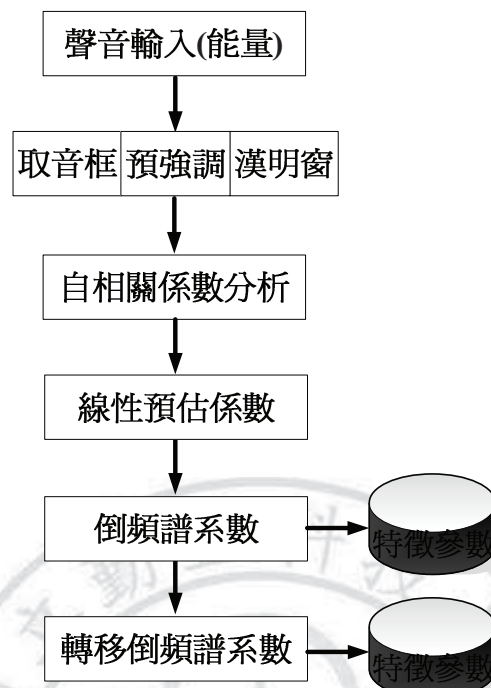 聲音輸入(能量)
取音框 預強調 漢明窗
自相關係數分析
線性預估係數
倒頻譜系數
特徵參數
轉移倒頻譜系數
特徵參數